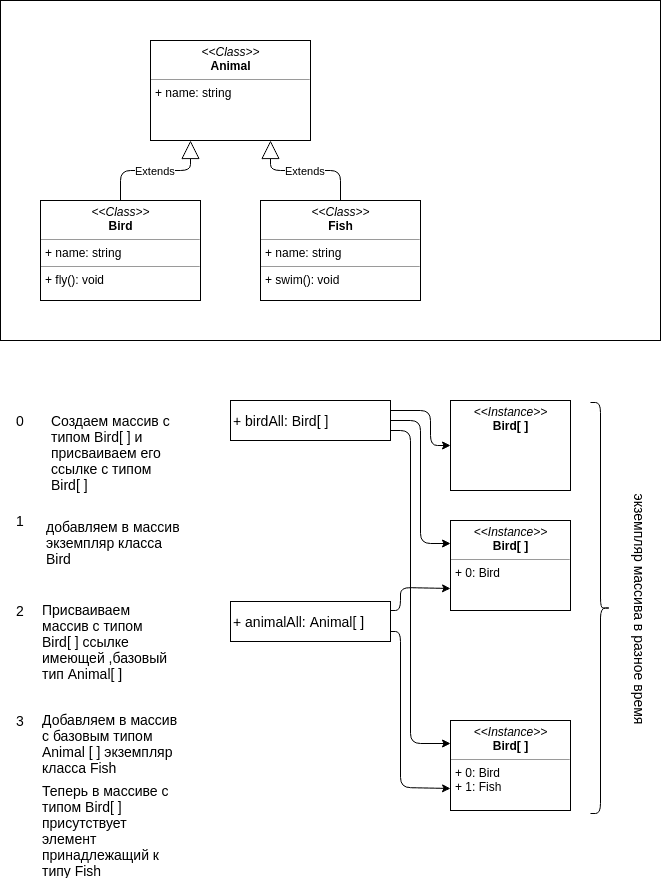 <<Class>>
Animal
+ name: string
Extends
Extends
<<Class>>
Bird
+ name: string
+ fly(): void
<<Class>>
Fish
+ name: string
+ swim(): void
0
Создаем массив с
типом Bird[ ] и
присваиваем его
ссылке с типом
Bird[ ]
+ birdAll: Bird[ ]
<<Instance>>
Bird[ ]
1
добавляем в массив
экземпляр класса
Bird
<<Instance>>
Bird[ ]
+ 0: Bird
2
Присваиваем
массив с типом
Bird[ ] ссылке
имеющей ,базовый
тип Animal[ ]
+ animalAll: Animal[ ]
экземпляр массива в разное время
3
Добавляем в массив
с базовым типом
Animal [ ] экземпляр
класса Fish
Теперь в массиве с
типом Bird[ ]
присутствует
элемент
принадлежащий к
типу Fish
<<Instance>>
Bird[ ]
+ 0: Bird
+ 1: Fish